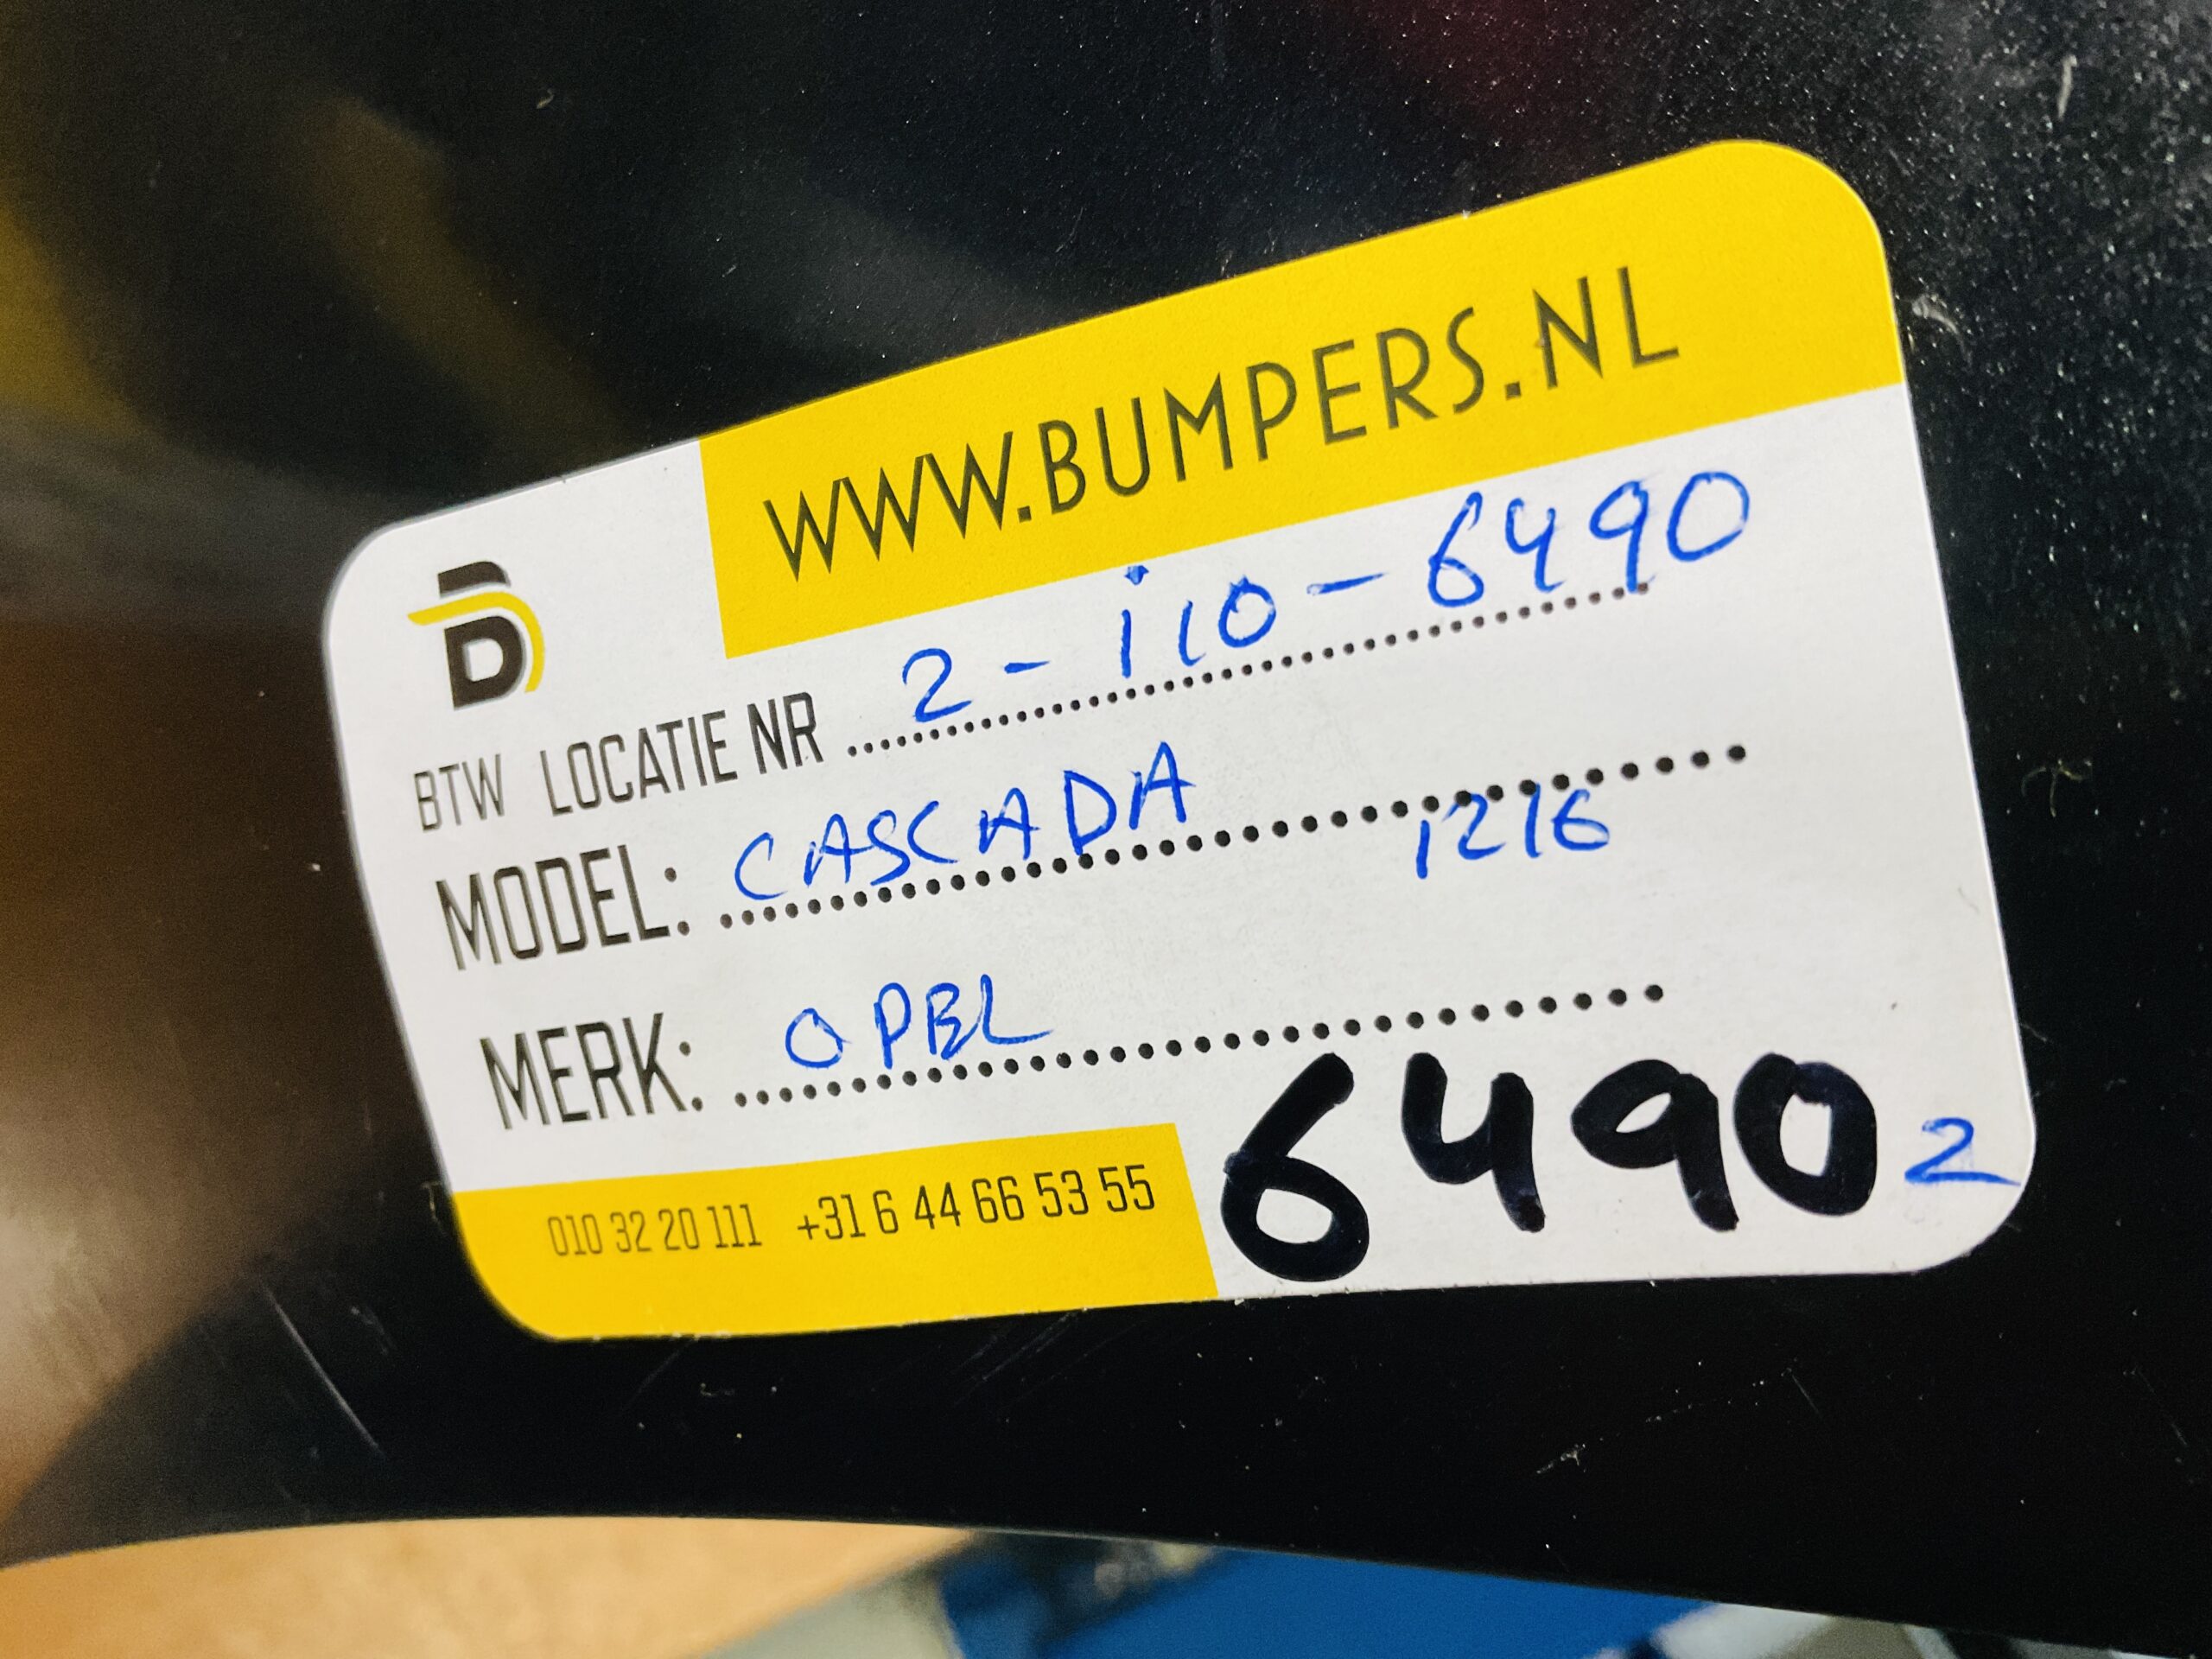 WWW.BUMPERS.NL
BTW LOCATIE NR 2 - i10 - 6490
MODEL: CASCADA
1216
MERK: OPEL
010 32 20 111 +31 6 44 66 53 55
6490 2